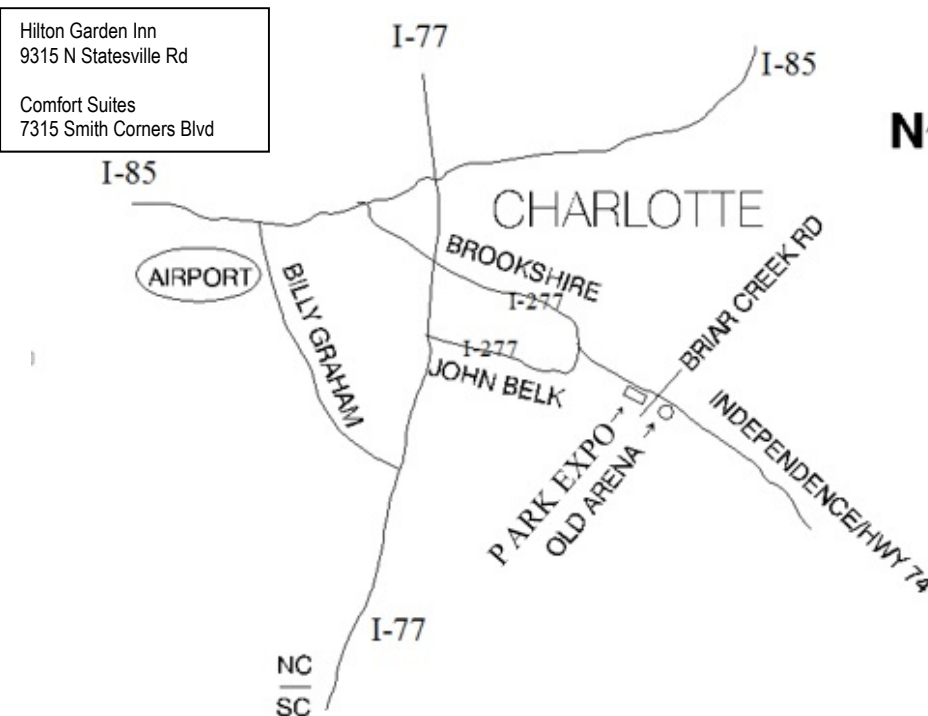 Hilton Garden Inn
9315 N Statesville Rd
Comfort Suites
7315 Smith Corners Blvd
I-77
I-85
N
I-85
CHARLOTTE
AIRPORT
BILLY GRAHAM
BROOKSHIRE
I-277
BRIAR CREEK RD
I-277
JOHN BELK
INDEPENDENCE/HWY 74
PARK EXPO→
OLD ARENA →
I-77
NC
SC